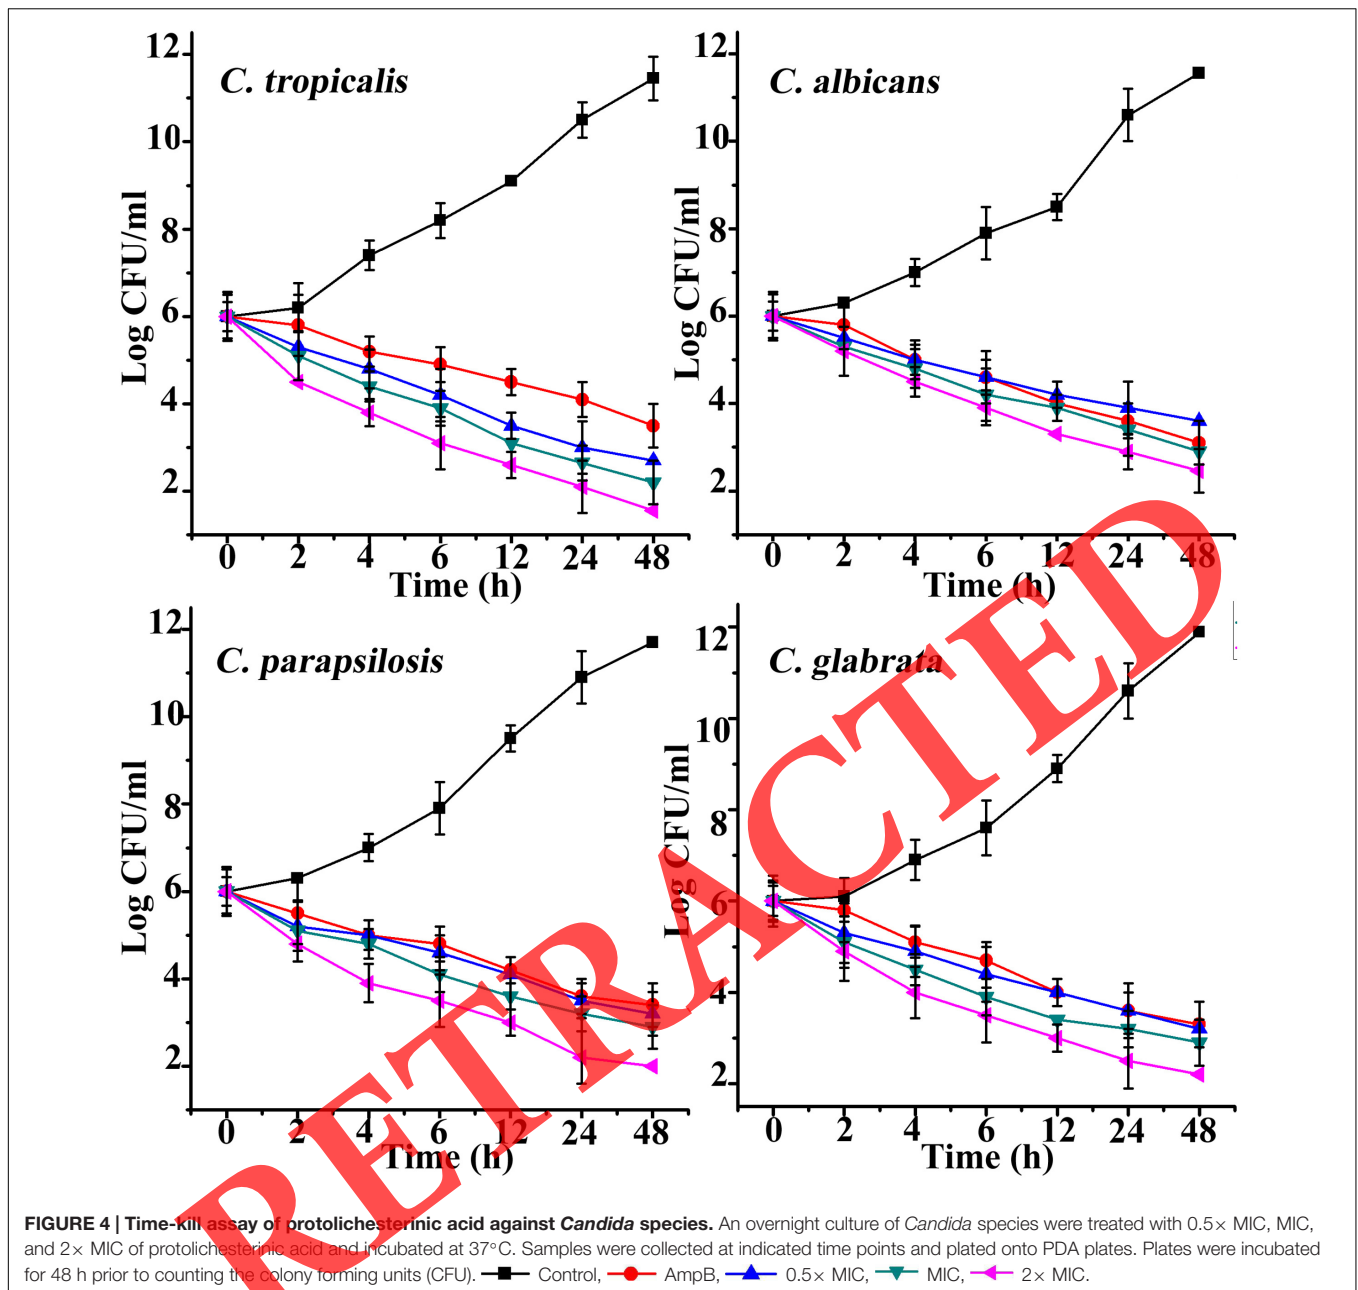 C. tropicalis
12
10
8
6
4
2
Log CFU/ml
0 2 4 6 12 24 48
Time (h)
C. albicans
12
10
8
6
4
2
Log CFU/ml
0 2 4 6 12 24 48
Time (h)
C. parapsilosis
12
10
8
6
4
2
Log CFU/ml
0 2 4 6 12 24 48
Time (h)
C. glabrata
12
10
8
6
4
2
Log CFU/ml
0 2 4 6 12 24 48
Time (h)
RETRACTED
FIGURE 4 | Time-kill assay of protolichesterinic acid against Candida species. An overnight culture of Candida species were treated with 0.5× MIC, MIC,
and 2× MIC of protolichesterinic acid and incubated at 37°C. Samples were collected at indicated time points and plated onto PDA plates. Plates were incubated
for 48 h prior to counting the colony forming units (CFU). Control, AmpB, 0.5× MIC, MIC, 2× MIC.